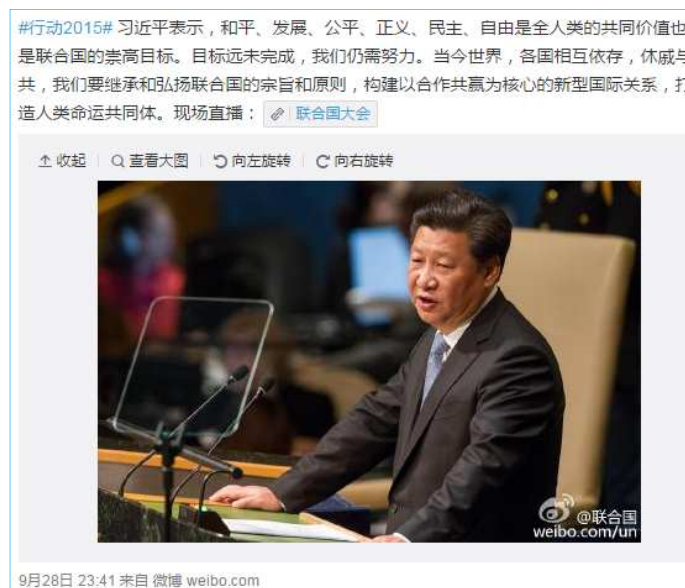 #行动2015# 习近平表示，和平、发展、公平、正义、民主、自由是全人类的共同价值也
是联合国的崇高目标。目标远未完成，我们仍需努力。当今世界，各国相互依存，休戚与
共，我们要继承和弘扬联合国的宗旨和原则，构建以合作共赢为核心的新型国际关系，打
造人类命运共同体。现场直播： 联合国大会
收起 查看大图 向左旋转 向右旋转
@联合国
weibo.com/un
9月28日 23:41 来自 微博 weibo.com